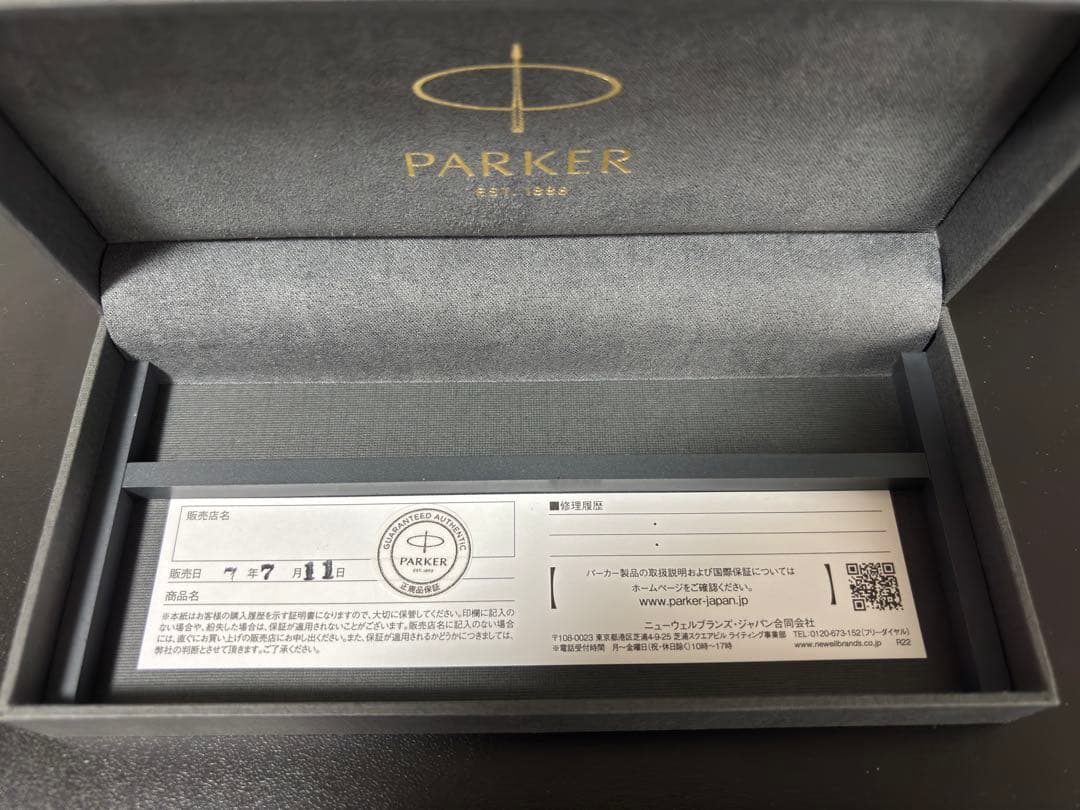 PARKER
EST. 1888
販売店名
販売日 7 年 7 月 11 日
商品名
GUARANTEED AUTHENTIC
PARKER
EST. 1888
正規品保証
※本紙はお客様の購入履歴を示す証明書になりますので、大切に保管してください。印欄に記入の
ない場合や、紛失した場合は、保証が適用されないことがございます。販売店名に記入のない場合
には、直ぐにお買い上げの販売店にお申し出ください。また、保証が適用されるかどうかにつきましては、
弊社の判断とさせて頂きます。ご了承ください。
■修理履歴
パーカー製品の取扱説明および国際保証については
ホームページをご確認ください。
www.parker-japan.jp
ニューウェルブランズ・ジャパン合同会社
〒108-0023 東京都港区芝浦4-9-25 芝浦スクエアビル ライティング事業部 TEL:0120-673-152(フリーダイヤル)
※電話受付時間 月〜金曜日(祝・休日除く)10時〜17時 www.newellbrands.co.jp R22